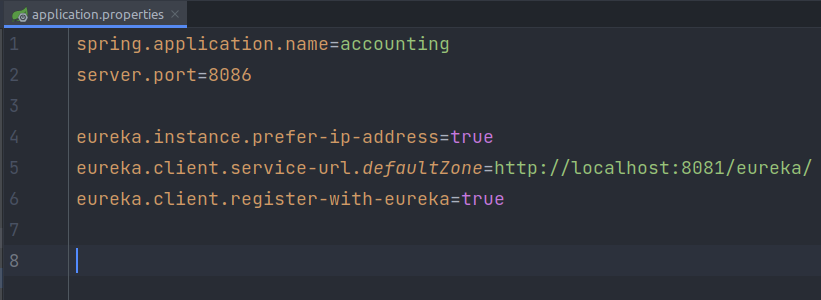 application.properties
1 spring.application.name=accounting
2 server.port=8086
3
4 eureka.instance.prefer-ip-address=true
5 eureka.client.service-url.defaultZone=http://localhost:8081/eureka/
6 eureka.client.register-with-eureka=true
7
8